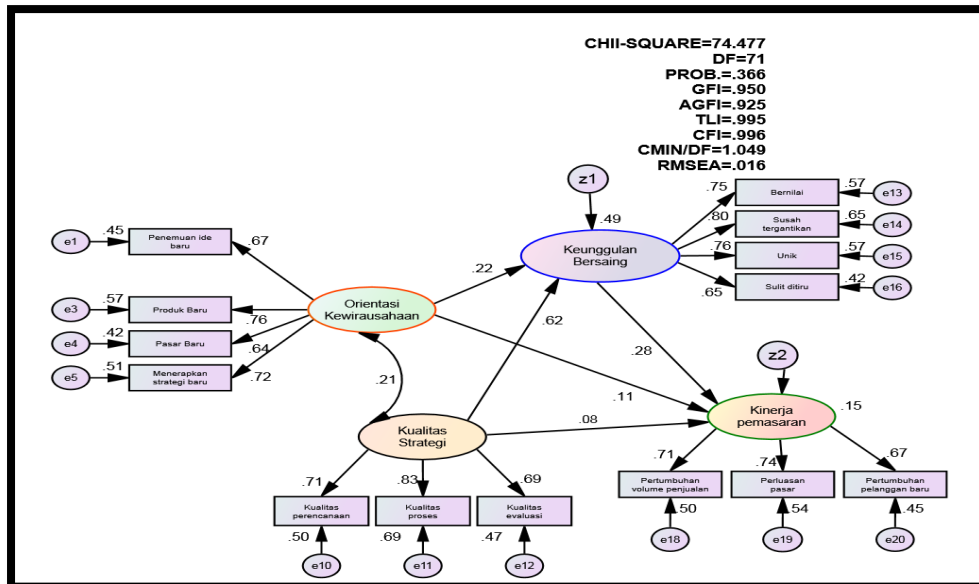 CHII-SQUARE=74.477
DF=71
PROB.=.366
GFI=.950
AGFI=.925
TLI=.995
CFI=.996
CMIN/DF=1.049
RMSEA=.016
z1
.49
Keunggulan
Bersaing
.75
Bernilai
.57
e13
.80
Susah
tergantikan
.65
e14
.76
Unik
.57
e15
.65
Sulit ditiru
.42
e16
e1
.45
Penemuan ide
baru
.67
e3
.57
Produk Baru
.76
e4
.42
Pasar Baru
.64
e5
.51
Menerapkan
strategi baru
.72
Orientasi
Kewirausahaan
.22
.62
.28
.11
.21
.08
Kualitas
Strategi
z2
Kinerja
pemasaran
.15
.71
Kualitas
perencanaan
.50
e10
.83
Kualitas
proses
.69
e11
.69
Kualitas
evaluasi
.47
e12
.71
Pertumbuhan
volume penjualan
50
e18
.74
Perluasan
pasar
54
e19
.67
Pertumbuhan
pelanggan baru
.45
e20